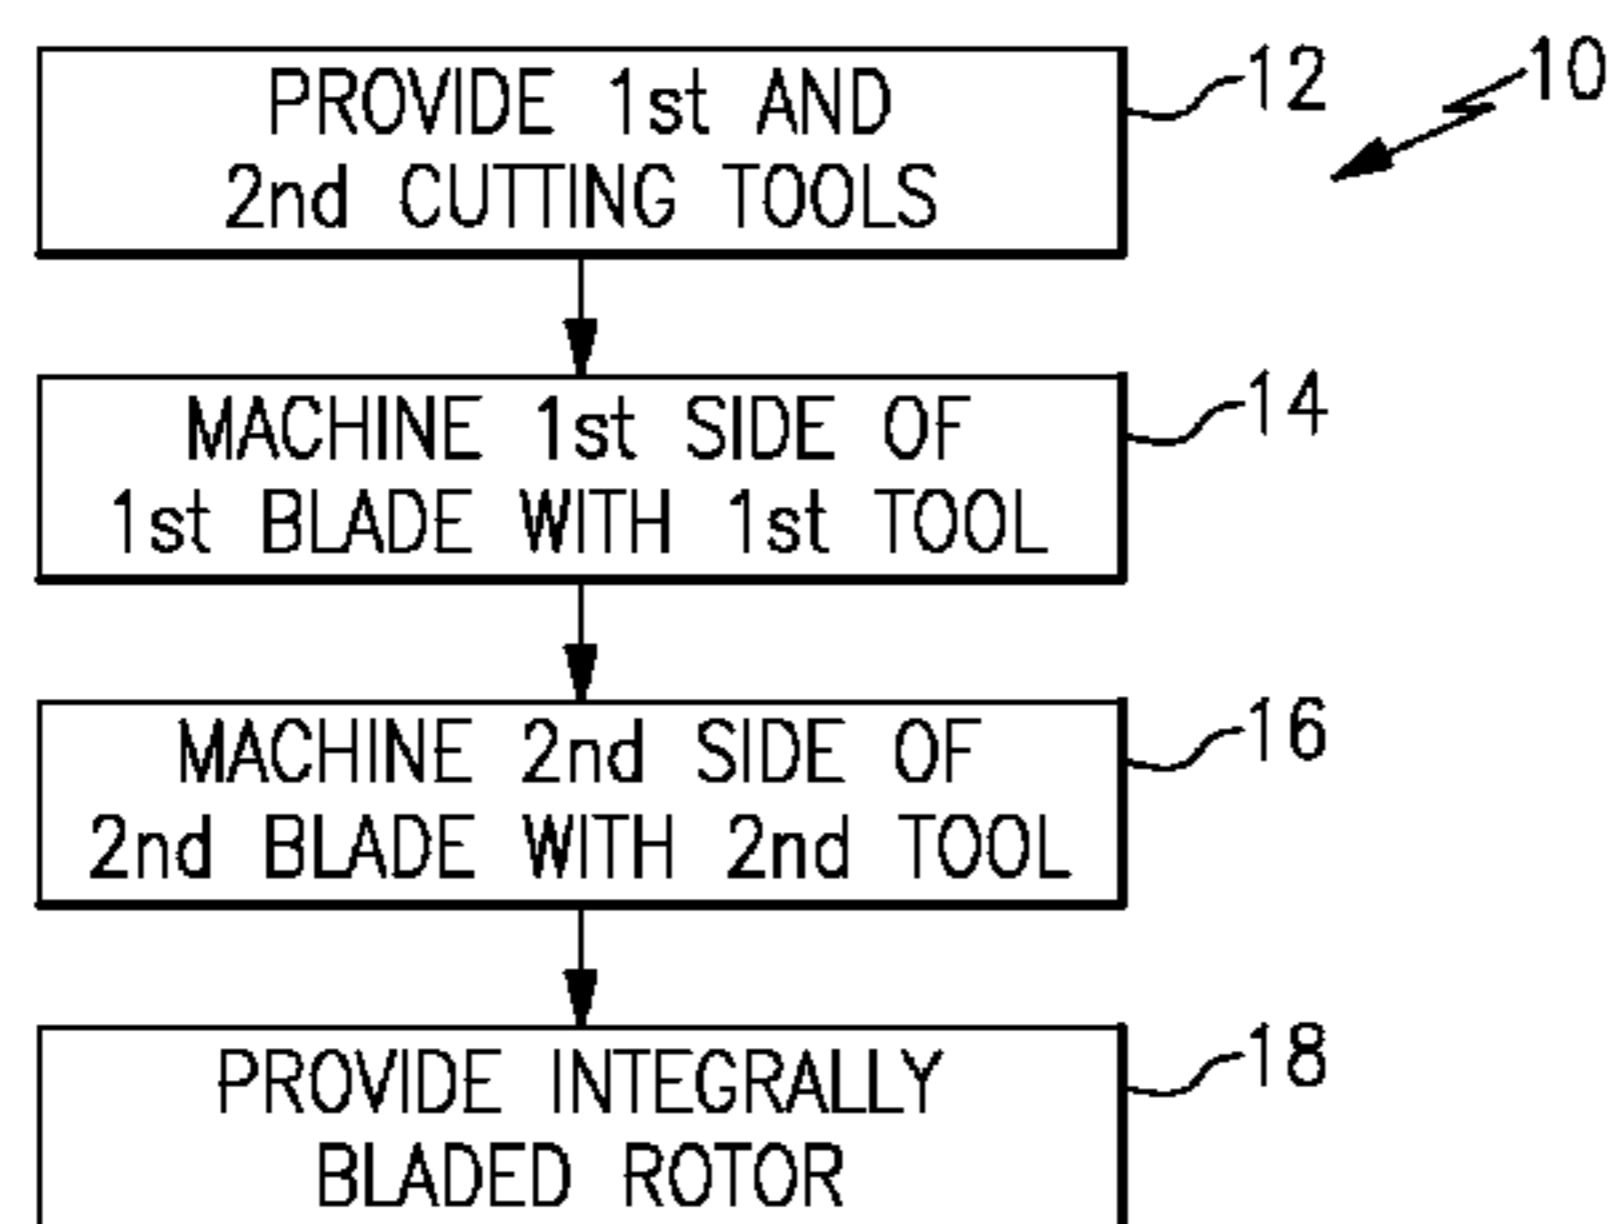 PROVIDE 1st AND
2nd CUTTING TOOLS
12
10
MACHINE 1st SIDE OF
1st BLADE WITH 1st TOOL
14
MACHINE 2nd SIDE OF
2nd BLADE WITH 2nd TOOL
16
PROVIDE INTEGRALLY
BLADED ROTOR
18